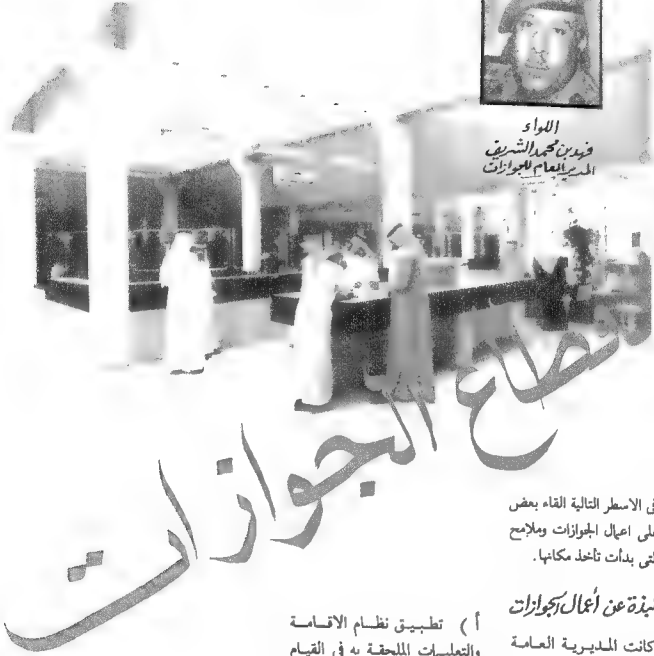 اللواء
فهد بن محمد الشريف
المدير العام للجوازات
قطاع الجوازات
في الاسطر التالية القاء بعض
على اعمال الجوازات وملامح
التي بدأت تأخذ مكانها.
نبذة عن أعمال الجوازات
كانت المديرية العامة
أ ) تطبيق نظام الاقامة
والتعليمات الملحقة به في القيام